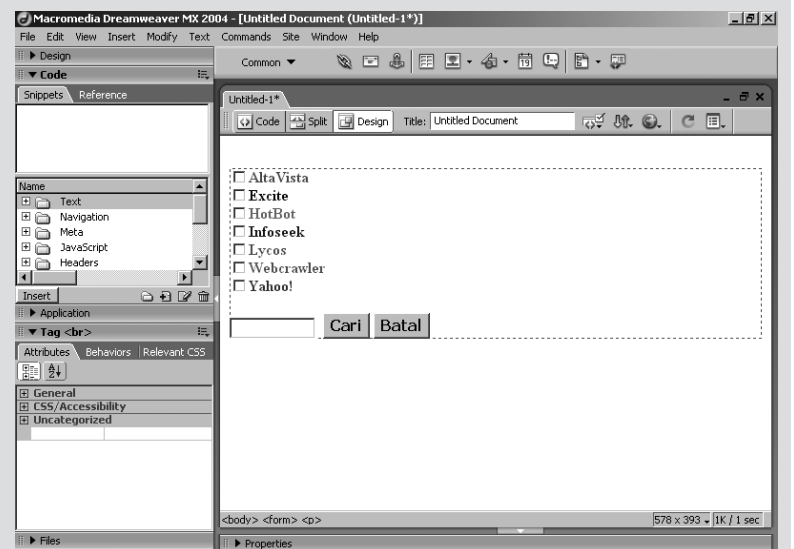 Macromedia Dreamweaver MX 2004 - [Untitled Document (Untitled-1*)]
File Edit View Insert Modify Text Commands Site Window Help
Design
Common
Code
Snippets Reference
Untitled-1*
Code Split Design Title: Untitled Document
Name
Text
Navigation
Meta
JavaScript
Headers
Insert
AltaVista
Excite
HotBot
Infoseek
Lycos
Webcrawler
Yahoo!
Cari Batal
Application
Tag <br>
Attributes Behaviors Relevant CSS
General
CSS/Accessibility
Uncategorized
<body> <form> <p> 578 x 393 1K / 1 sec
Files
Properties